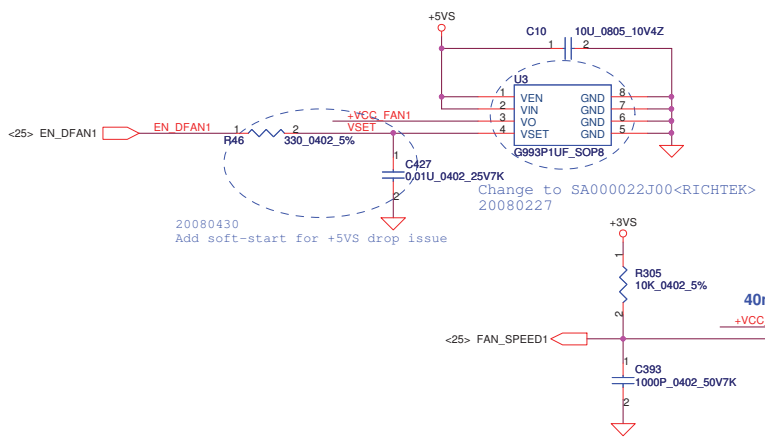 +5VS
C10
10U_0805_10V4Z
1
2
U3
1 VEN GND 8
2 VIN GND 7
3 VO GND 6
4 VSET GND 5
G993P1UF_SOP8
+VCC_FAN1
<25> EN_DFAN1
EN_DFAN1
1
2
VSET
R46
330_0402_5%
1
C427
0.01U_0402_25V7K
2
Change to SA000022J00<RICHTEK>
20080227
20080430
Add soft-start for +5VS drop issue
+3VS
1
R305
10K_0402_5%
2
40m
+VCC
<25> FAN_SPEED1
1
C393
1000P_0402_50V7K
2